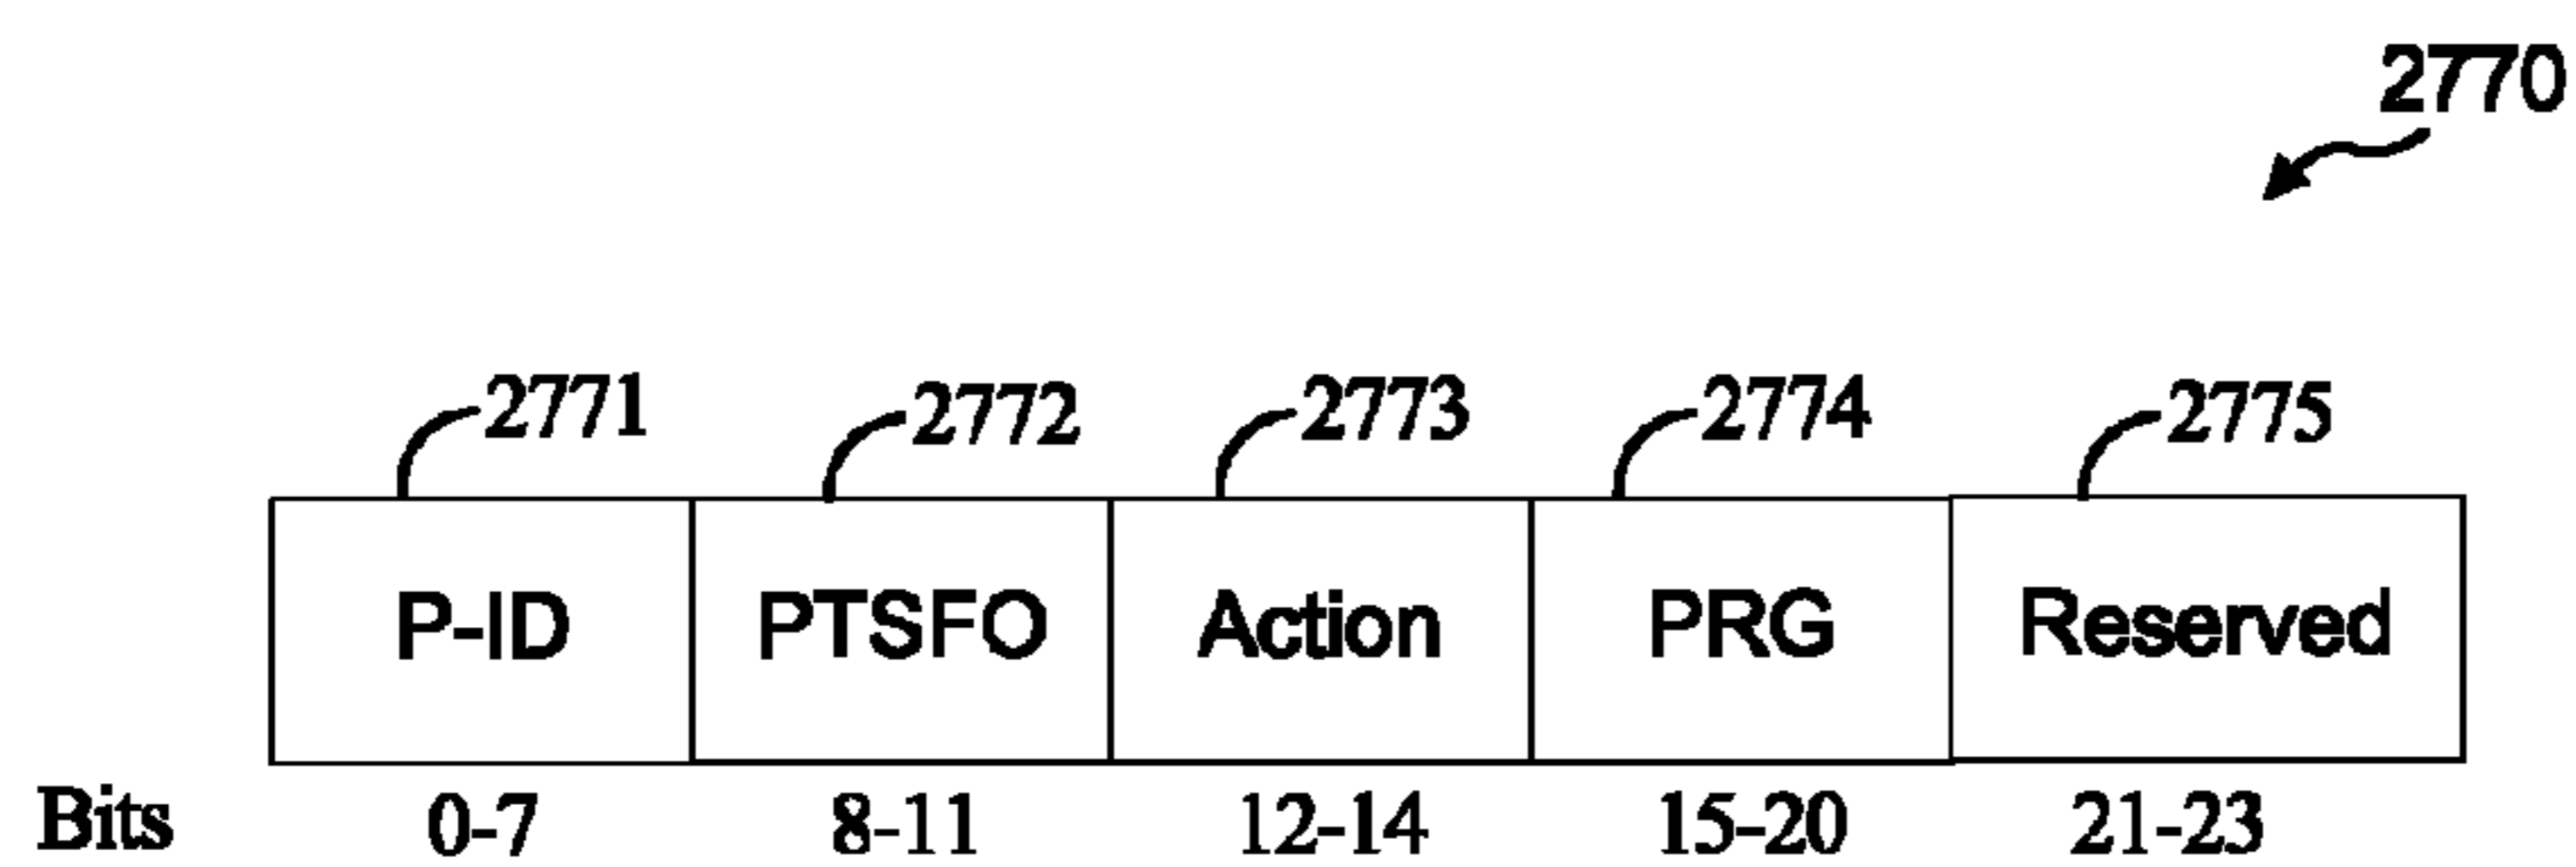 2770
2771 2772 2773 2774 2775
P-ID PTSFO Action PRG Reserved
Bits 0-7 8-11 12-14 15-20 21-23